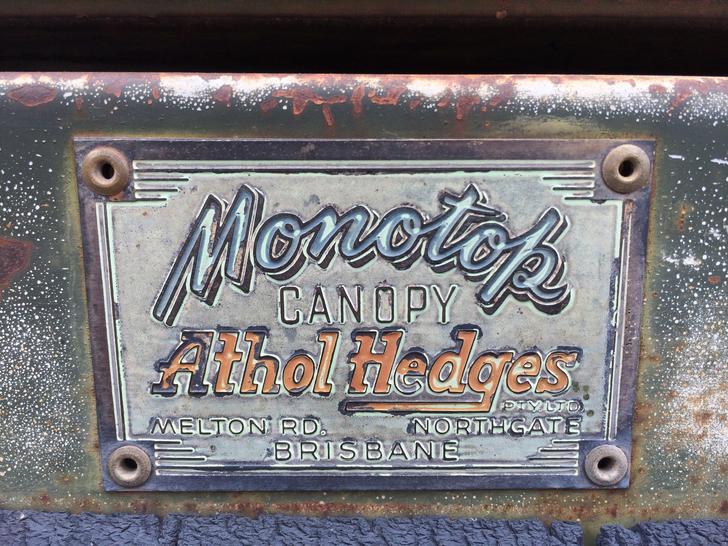 Monotop
CANOPY
Athol Hedges
PTY LTD.
MELTON RD. NORTHGATE
BRISBANE